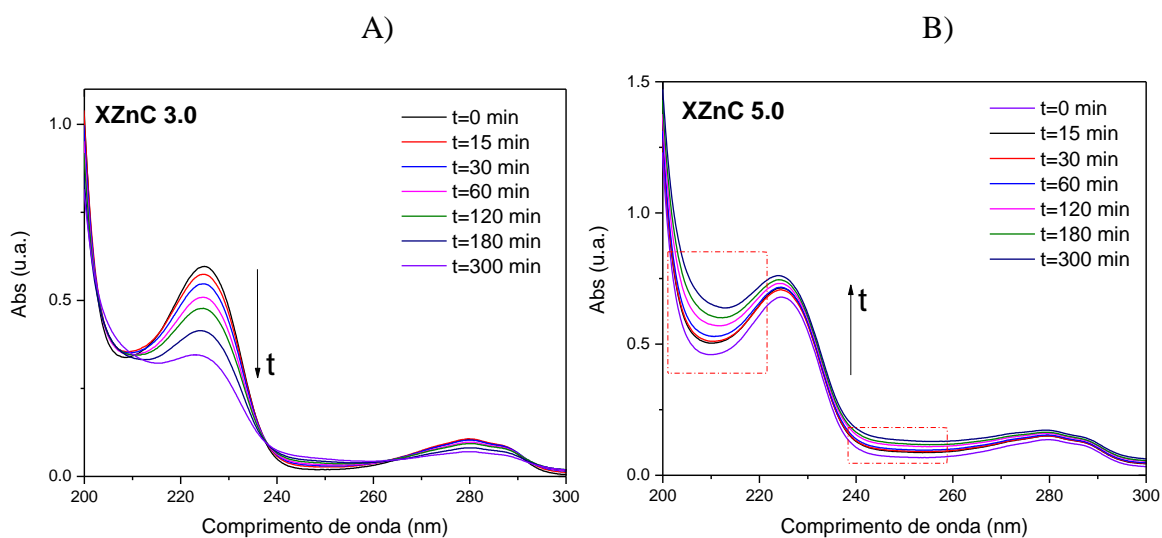 A)
XZnC 3.0
t=0 min
t=15 min
t=30 min
t=60 min
t=120 min
t=180 min
t=300 min
t
Abs (u.a.)
1.0
0.5
0.0
200 220 240 260 280 300
Comprimento de onda (nm)
B)
XZnC 5.0
t=0 min
t=15 min
t=30 min
t=60 min
t=120 min
t=180 min
t=300 min
t
Abs (u.a.)
1.5
1.0
0.5
0.0
200 220 240 260 280 300
Comprimento de onda (nm)